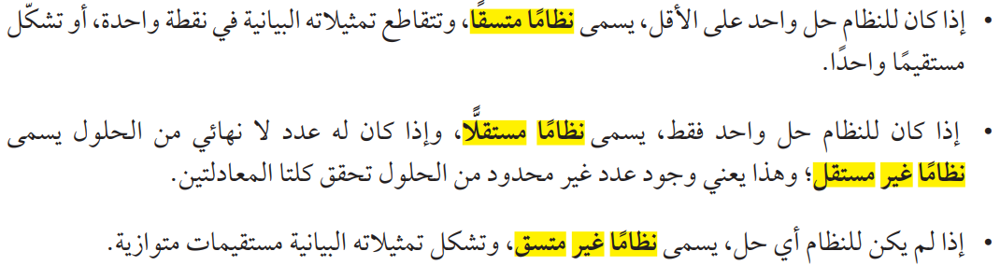 • إذا كان للنظام حل واحد على الأقل، يسمى نظامًا متسقًا، وتتقاطع تمثيلاته البيانية في نقطة واحدة، أو تشكّل
مستقيمًا واحدًا.
• إذا كان للنظام حل واحد فقط، يسمى نظامًا مستقلًّا، وإذا كان له عدد لا نهائي من الحلول يسمى
نظامًا غير مستقل؛ وهذا يعني وجود عدد غير محدود من الحلول تحقق كلتا المعادلتين.
• إذا لم يكن للنظام أي حل، يسمى نظامًا غير متسق، وتشكل تمثيلاته البيانية مستقيمات متوازية.